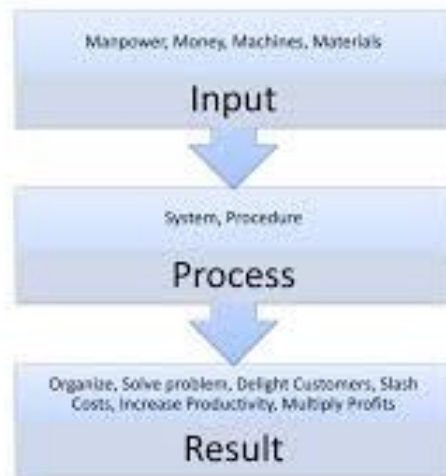 Manpower, Money, Machines, Materials
Input
System, Procedure
Process
Organize, Solve problem, Delight Customers, Slash
Costs, Increase Productivity, Multiply Profits
Result